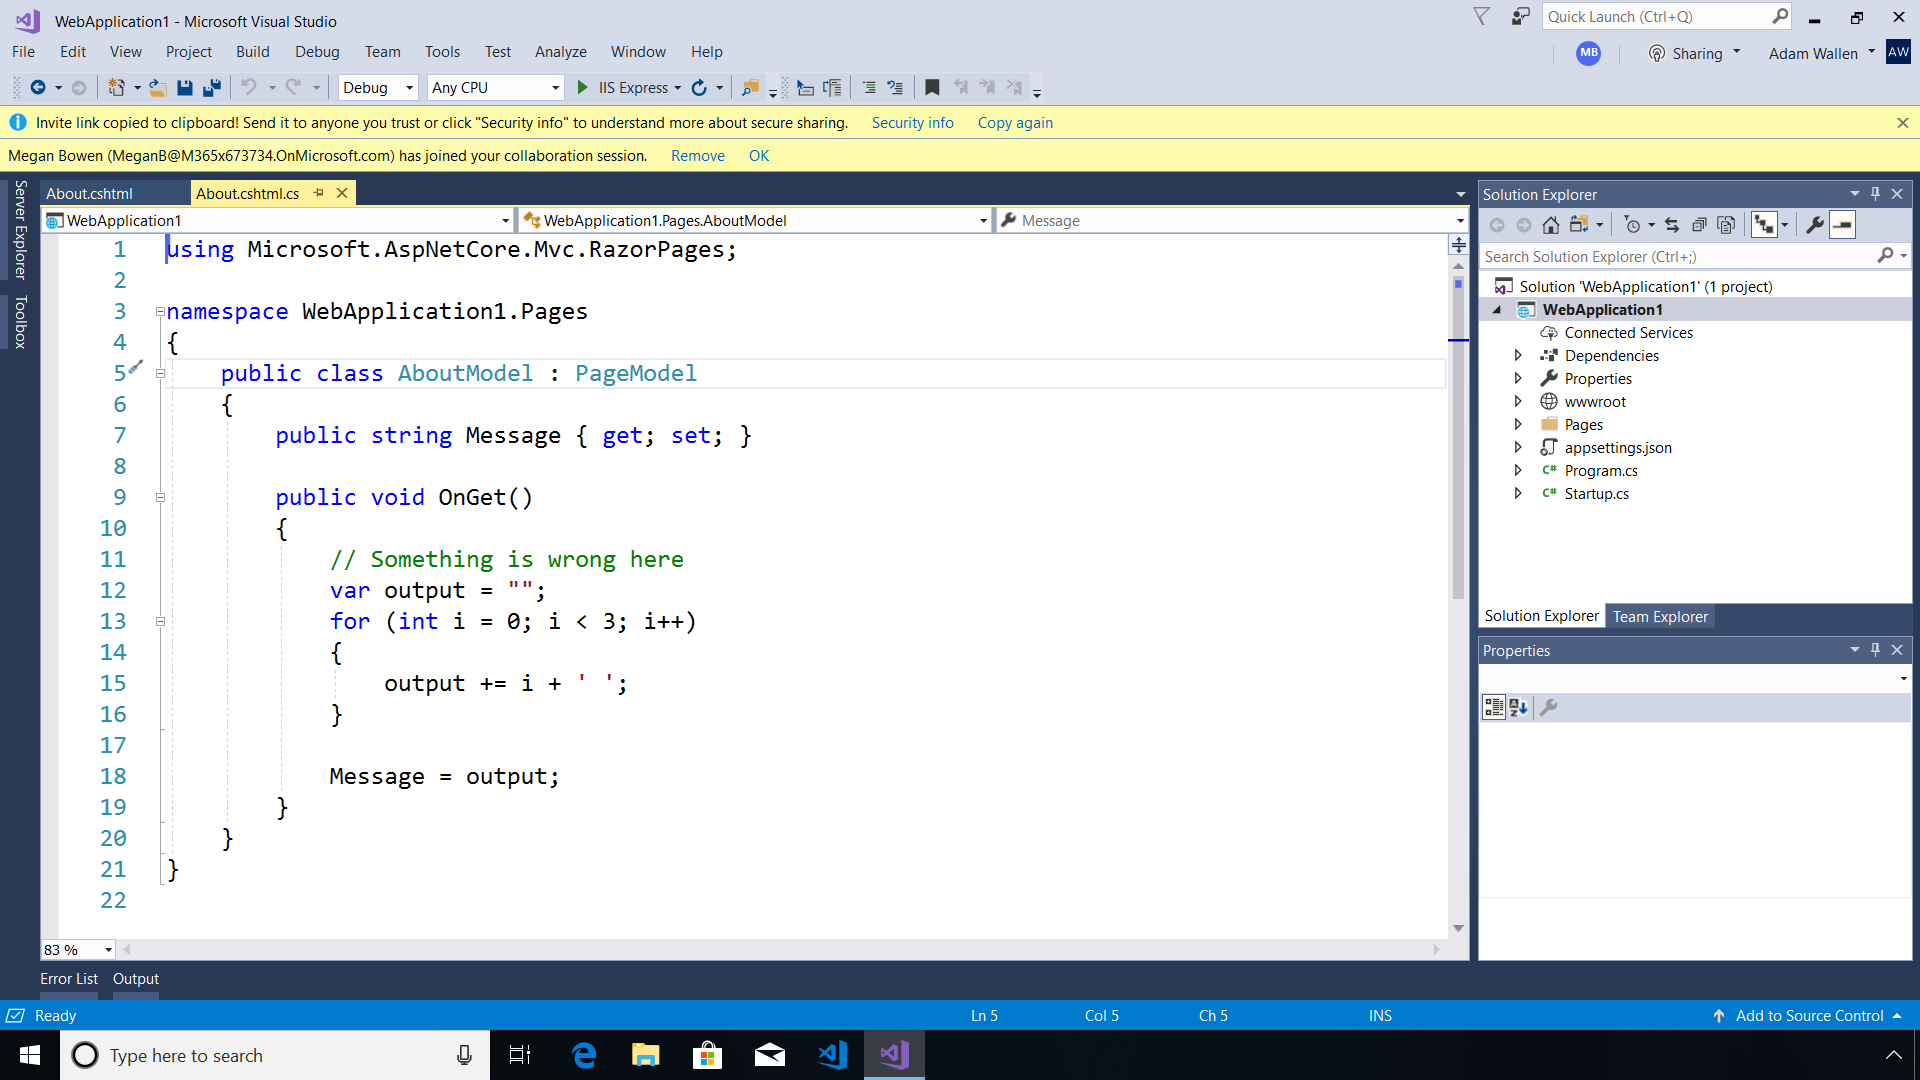 WebApplication1 - Microsoft Visual Studio
Quick Launch (Ctrl+Q)
File Edit View Project Build Debug Team Tools Test Analyze Window Help
MB Sharing Adam Wallen AW
Debug Any CPU IIS Express
Invite link copied to clipboard! Send it to anyone you trust or click "Security info" to understand more about secure sharing. Security info Copy again
Megan Bowen (MeganB@M365x673734.OnMicrosoft.com) has joined your collaboration session. Remove OK
Server Explorer
Toolbox
About.cshtml About.cshtml.cs
WebApplication1 WebApplication1.Pages.AboutModel Message
1 using Microsoft.AspNetCore.Mvc.RazorPages;
2
3 namespace WebApplication1.Pages
4 {
5 public class AboutModel : PageModel
6 {
7 public string Message { get; set; }
8
9 public void OnGet()
10 {
11 // Something is wrong here
12 var output = "";
13 for (int i = 0; i < 3; i++)
14 {
15 output += i + ' ';
16 }
17
18 Message = output;
19 }
20 }
21 }
22
83 %
Solution Explorer
Search Solution Explorer (Ctrl+;)
Solution 'WebApplication1' (1 project)
WebApplication1
Connected Services
Dependencies
Properties
wwwroot
Pages
appsettings.json
C# Program.cs
C# Startup.cs
Solution Explorer Team Explorer
Properties
Error List Output
Ready Ln 5 Col 5 Ch 5 INS Add to Source Control
Type here to search